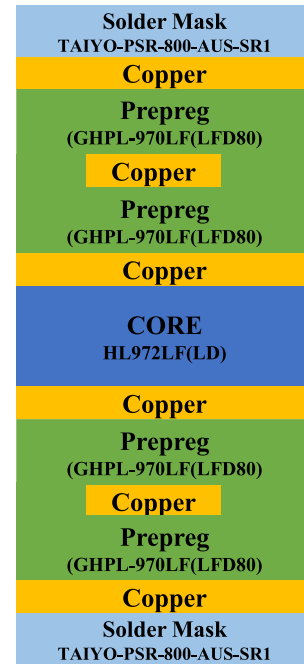 Solder Mask
TAIYO-PSR-800-AUS-SR1
Copper
Prepreg
(GHPL-970LF(LFD80)
Copper
Prepreg
(GHPL-970LF(LFD80)
Copper
CORE
HL972LF(LD)
Copper
Prepreg
(GHPL-970LF(LFD80)
Copper
Prepreg
(GHPL-970LF(LFD80)
Copper
Solder Mask
TAIYO-PSR-800-AUS-SR1